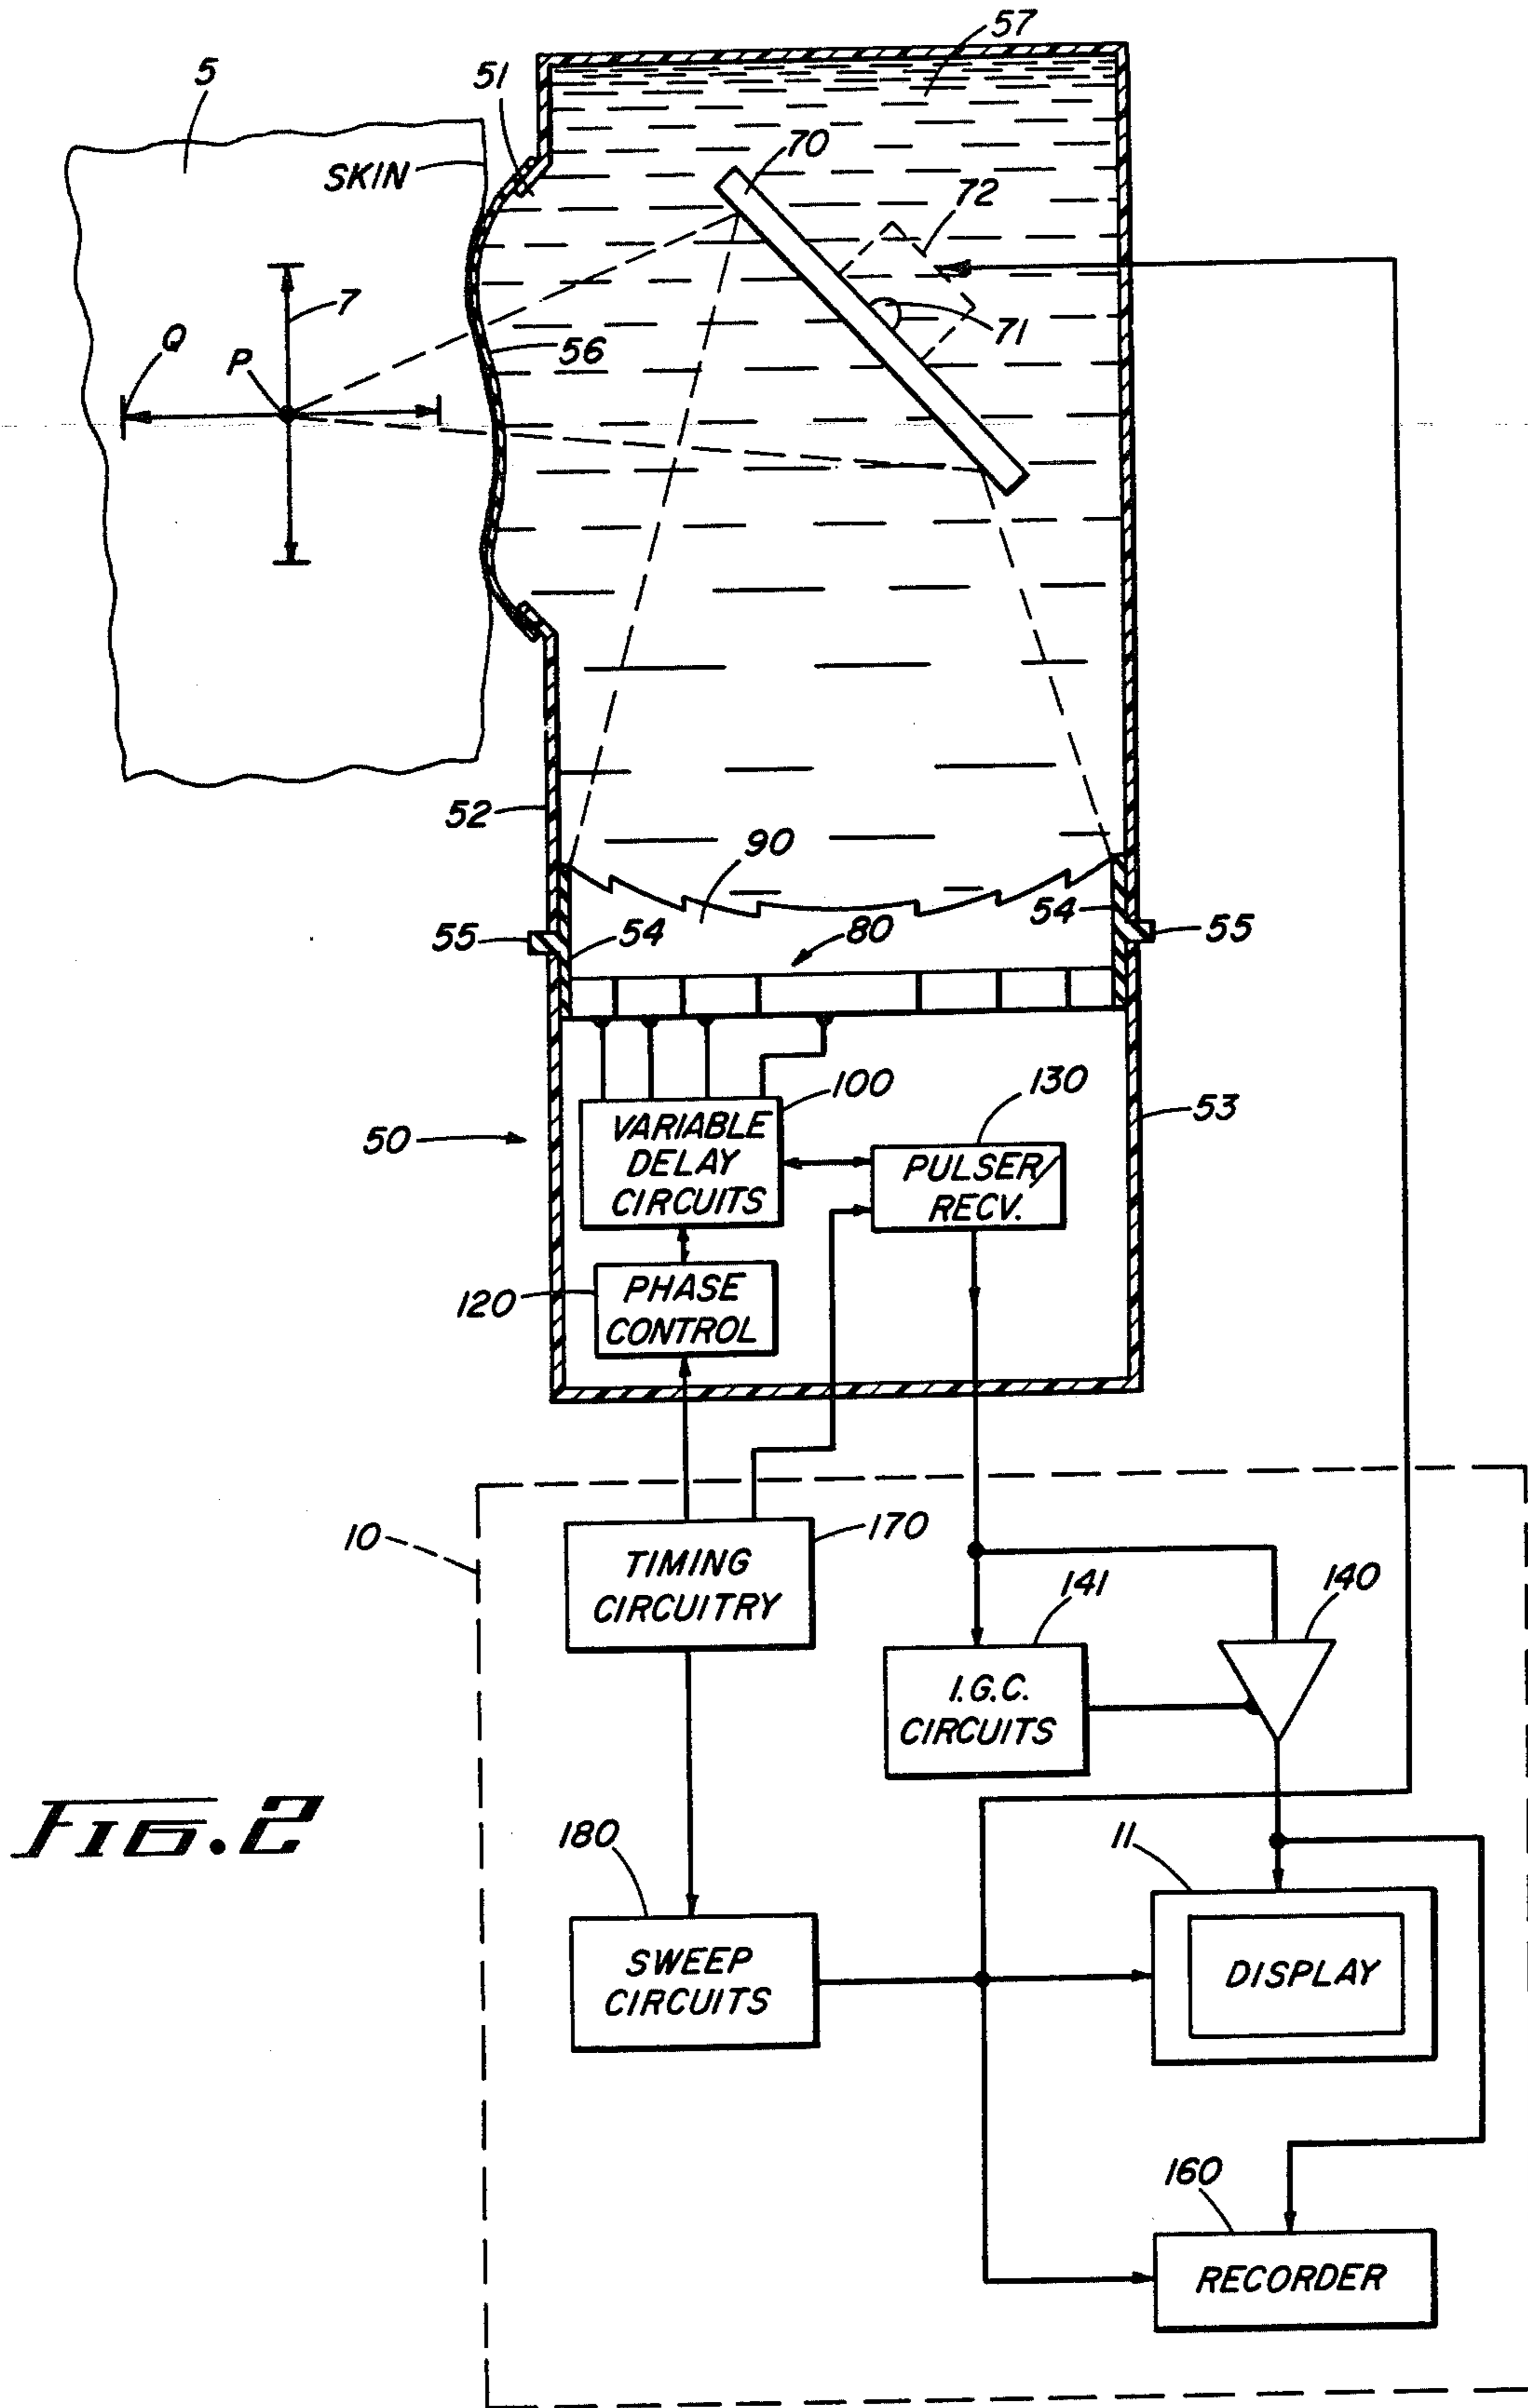 57
5
51
70
SKIN
72
7
71
Q
P
56
52
90
54
55
54
80
55
100
130
53
50
VARIABLE
DELAY
CIRCUITS
PULSER/
RECV.
120
PHASE
CONTROL
10
170
TIMING
CIRCUITRY
141
140
I.G.C.
CIRCUITS
FIG. 2
180
11
SWEEP
CIRCUITS
DISPLAY
160
RECORDER